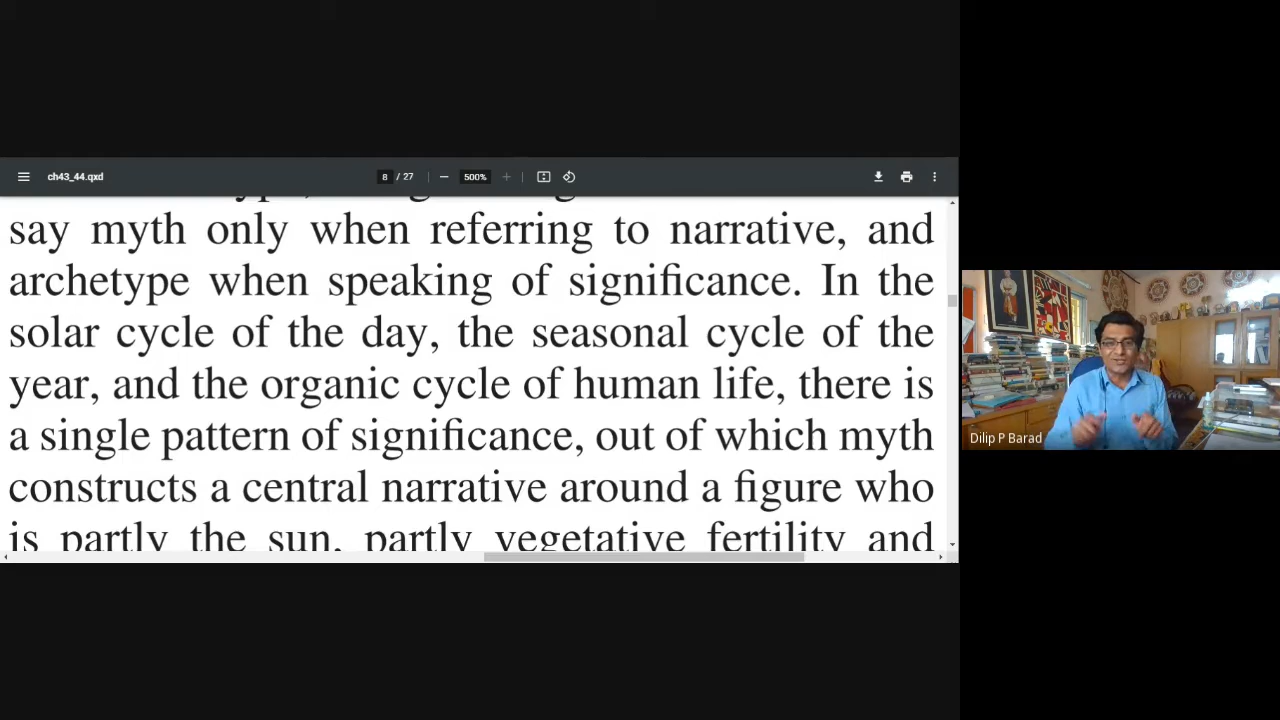 ch43_44.qxd
8 / 27
500%
say myth only when referring to narrative, and
archetype when speaking of significance. In the
solar cycle of the day, the seasonal cycle of the
year, and the organic cycle of human life, there is
a single pattern of significance, out of which myth
constructs a central narrative around a figure who
is partly the sun, partly vegetative fertility and
Dilip P Barad